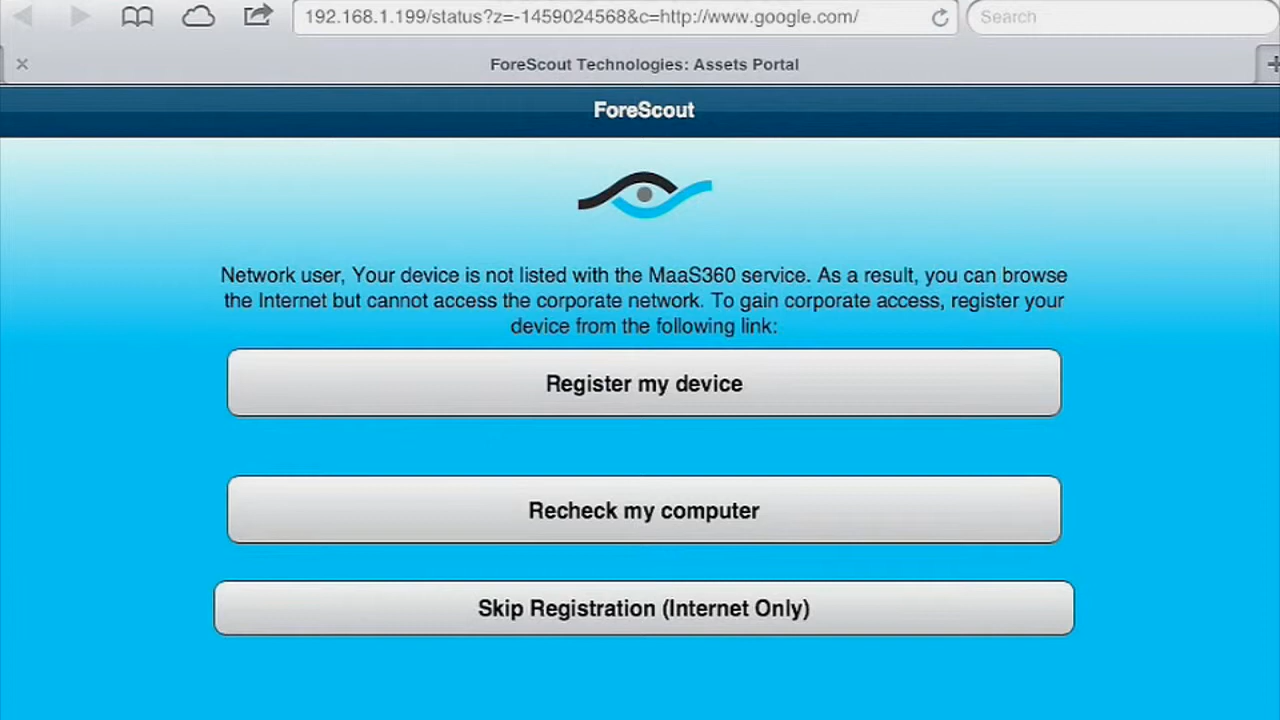 192.168.1.199/status?z=-1459024568&c=http://www.google.com/
Search
ForeScout Technologies: Assets Portal
ForeScout
Network user, Your device is not listed with the MaaS360 service. As a result, you can browse
the Internet but cannot access the corporate network. To gain corporate access, register your
device from the following link:
Register my device
Recheck my computer
Skip Registration (Internet Only)